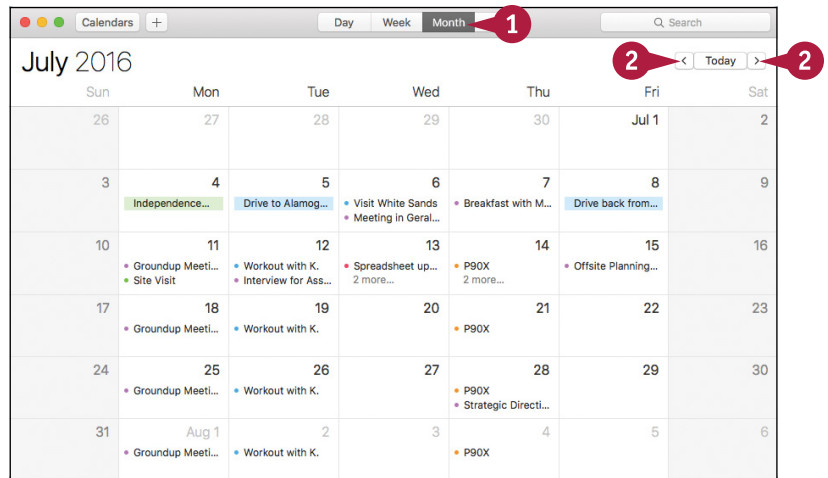 Calendars + Day Week Month Search
1
July 2016
2 < Today > 2
Sun Mon Tue Wed Thu Fri Sat
26 27 28 29 30 Jul 1 2
3 4 5 6 7 8 9
Independence... Drive to Alamog... Visit White Sands Breakfast with M... Drive back from...
Meeting in Geral...
10 11 12 13 14 15 16
Groundup Meeti... Workout with K. Spreadsheet up... P90X Offsite Planning...
Site Visit Interview for Ass... 2 more... 2 more...
17 18 19 20 21 22 23
Groundup Meeti... Workout with K. P90X
24 25 26 27 28 29 30
Groundup Meeti... Workout with K. P90X
Strategic Directi...
31 Aug 1 2 3 4 5 6
Groundup Meeti... Workout with K. P90X